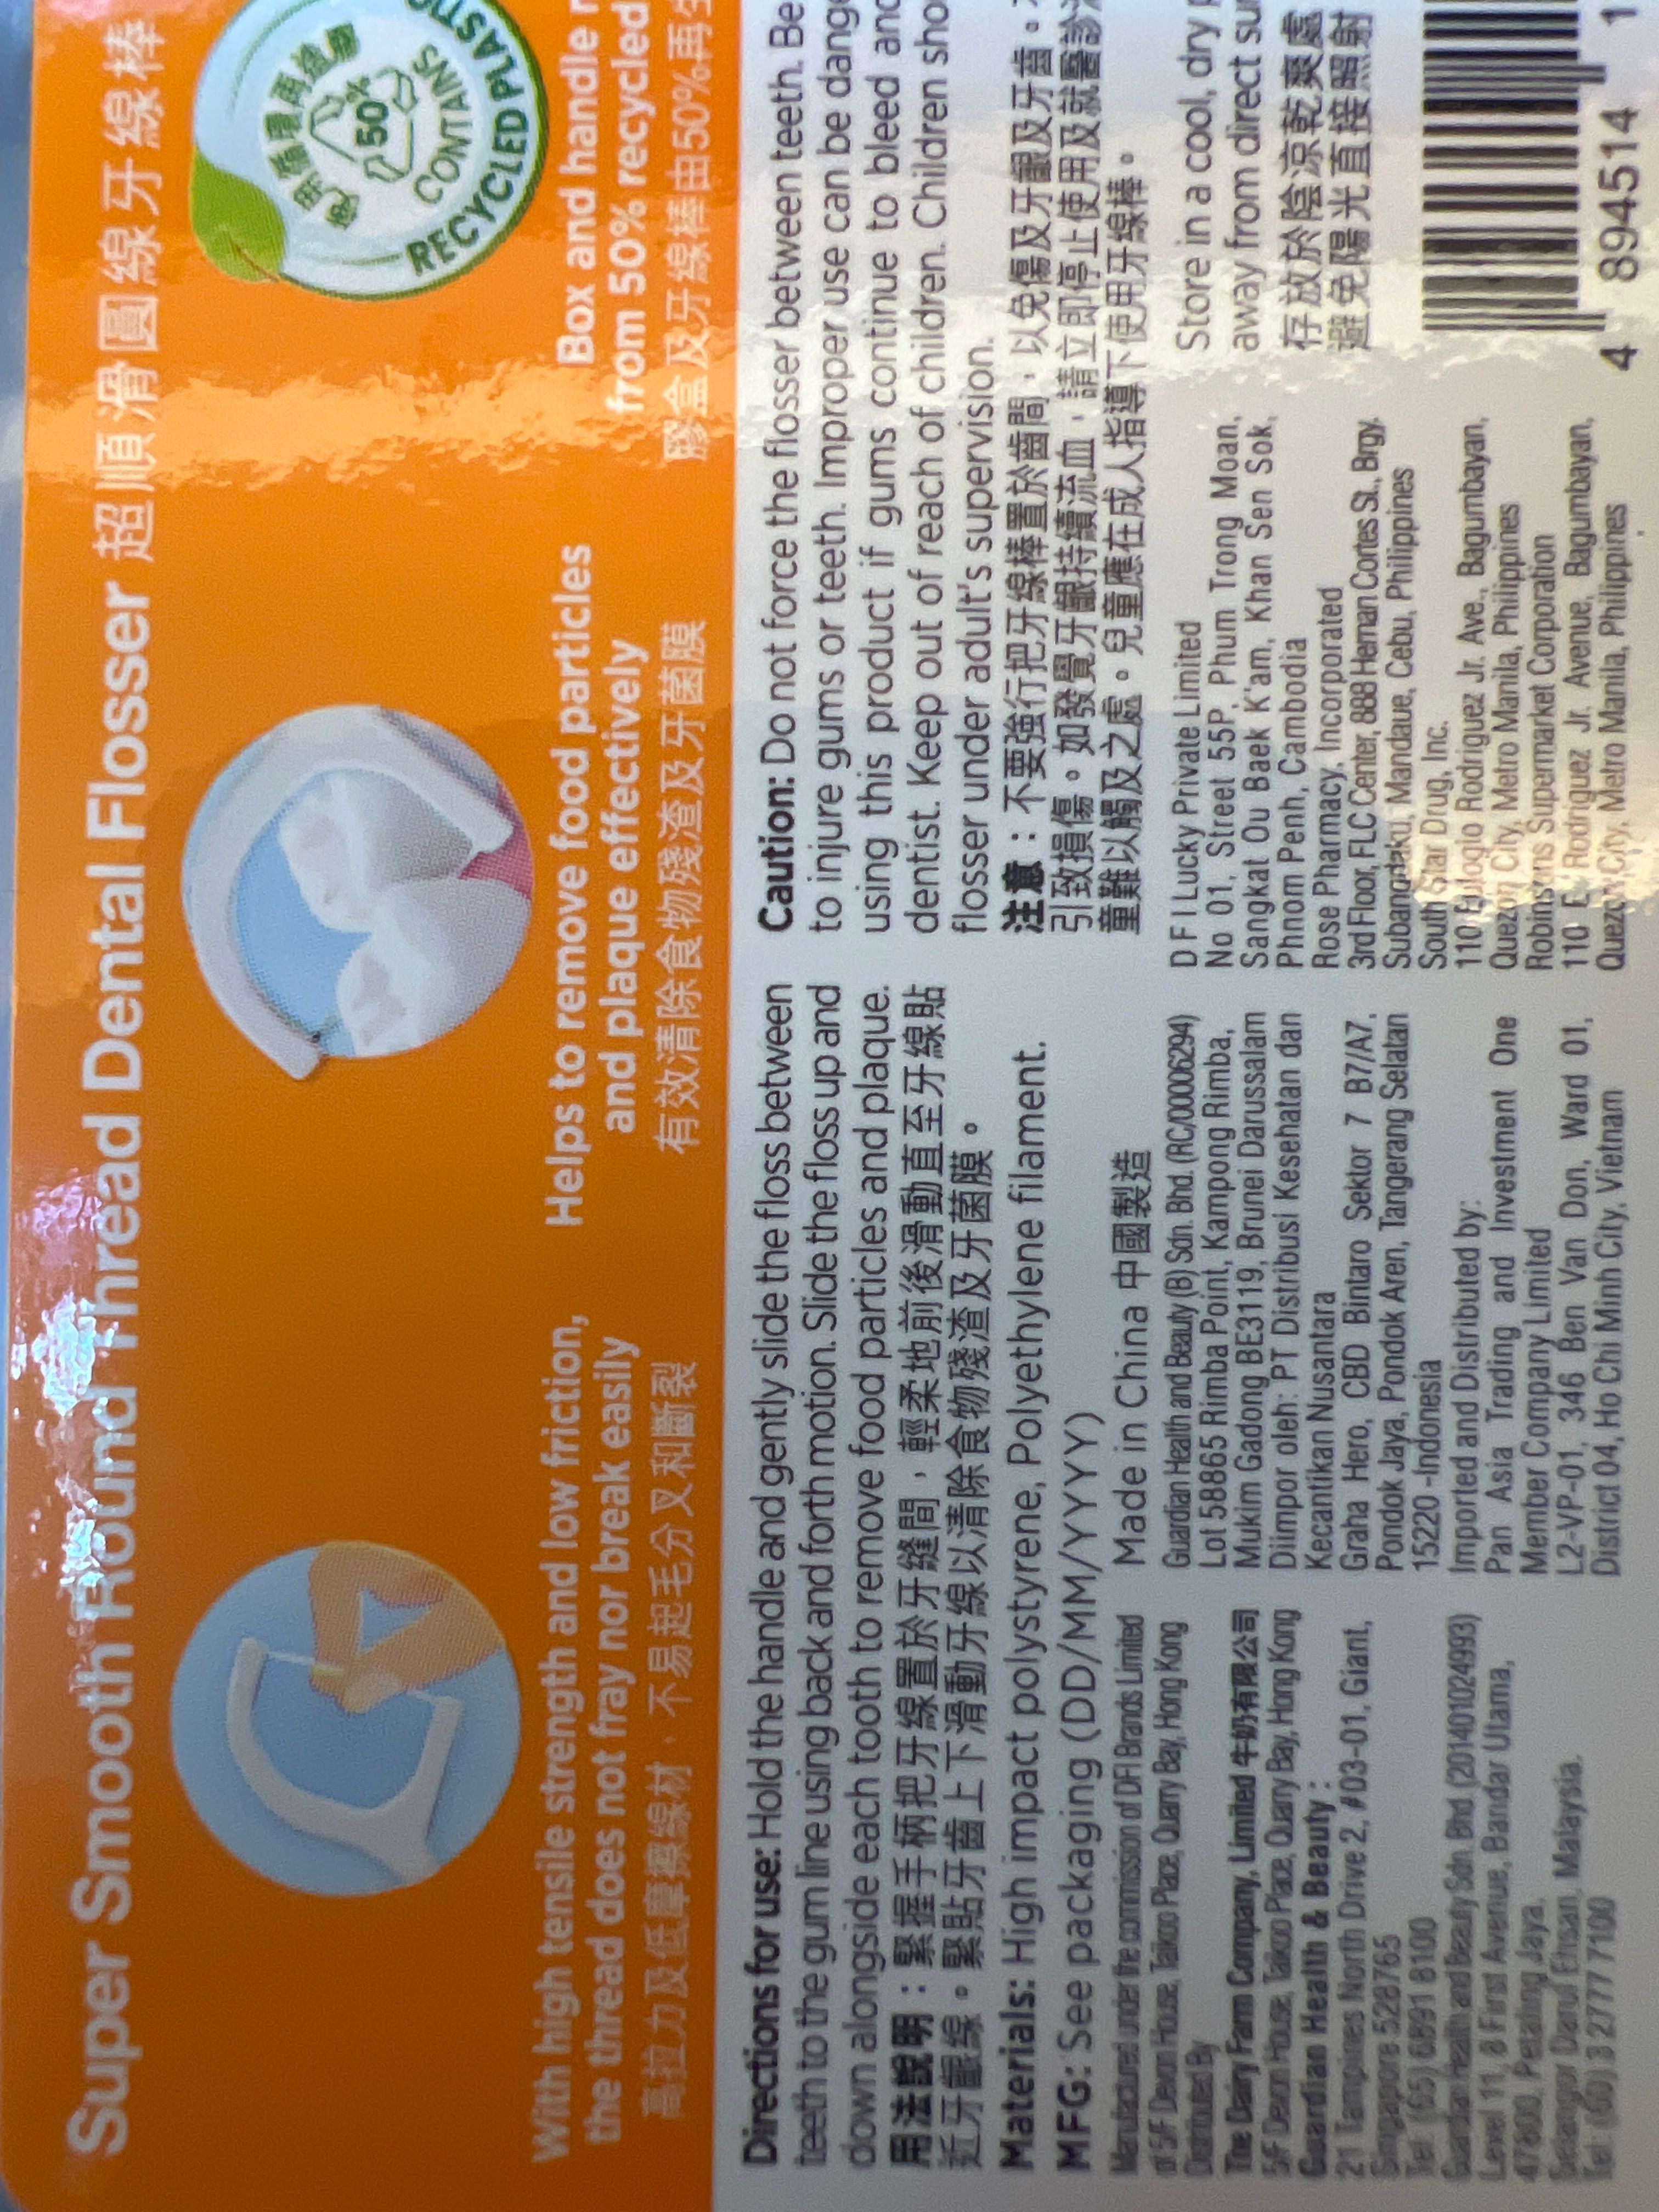 Super Smooth Round Thread Dental Flosser 超順滑圓線牙線棒
With high tensile strength and low friction,
the thread does not fray nor break easily
高拉力及低摩擦線材，不易起毛分叉和斷裂
Helps to remove food particles
and plaque effectively
有效清除食物殘渣及牙菌膜
使用循環再造膠
50%
CONTAINS
RECYCLED PLASTIC
Box and handle
from 50% recycled
膠盒及牙線棒由50%再生
Directions for use: Hold the handle and gently slide the floss between
teeth to the gum line using back and forth motion. Slide the floss up and
down alongside each tooth to remove food particles and plaque.
用法說明：緊握手柄把牙線置於牙縫間，輕柔地前後滑動直至牙線貼
近牙齦線。緊貼牙齒上下滑動牙線以清除食物殘渣及牙菌膜。
Materials: High impact polystyrene, Polyethylene filament.
MFG: See packaging (DD/MM/YYYY)
Made in China 中國製造
Caution: Do not force the flosser between teeth. Be
to injure gums or teeth. Improper use can be dange
using this product if gums continue to bleed and
dentist. Keep out of reach of children. Children sho
flosser under adult's supervision.
注意：不要強行把牙線棒置於齒間，以免傷及牙齦及牙齒。
引致損傷。如發覺牙齦持續流血，請立即停止使用及就醫診
童難以觸及之處。兒童應在成人指導下使用牙線棒。
Manufactured under the commission of DFI Brands Limited
of 5/F Devon House, Taikoo Place, Quarry Bay, Hong Kong
Distributed By
The Dairy Farm Company, Limited 牛奶有限公司
5/F Devon House, Taikoo Place, Quarry Bay, Hong Kong
Guardian Health & Beauty :
21 Tampines North Drive 2, #03-01, Giant,
Singapore 528765
Tel: (65) 6891 8100
Guardian Health and Beauty Sdn. Bhd. (201401024993)
Level 11, 8 First Avenue, Bandar Utama,
47800, Petaling Jaya,
Selangor Darul Ehsan, Malaysia.
Tel: (60) 3 2777 7100
Guardian Health and Beauty (B) Sdn. Bhd. (RC/00006294)
Lot 58865 Rimba Point, Kampong Rimba,
Mukim Gadong BE3119, Brunei Darussalam
Diimpor oleh: PT Distribusi Kesehatan dan
Kecantikan Nusantara
Graha Hero, CBD Bintaro Sektor 7 B7/A7,
Pondok Jaya, Pondok Aren, Tangerang Selatan
15220 -Indonesia
Imported and Distributed by:
Pan Asia Trading and Investment One
Member Company Limited
L2-VP-01, 346 Ben Van Don, Ward 01,
District 04, Ho Chi Minh City, Vietnam
D F I Lucky Private Limited
No 01, Street 55P, Phum Trong Moan,
Sangkat Ou Baek K'am, Khan Sen Sok,
Phnom Penh, Cambodia
Rose Pharmacy, Incorporated
3rd Floor, FLC Center, 888 Hernan Cortes St., Brgy.
Subangdaku, Mandaue, Cebu, Philippines
South Star Drug, Inc.
110 Eulogio Rodriguez Jr. Ave., Bagumbayan,
Quezon City, Metro Manila, Philippines
Robinsons Supermarket Corporation
110 E. Rodriguez Jr. Avenue, Bagumbayan,
Quezon City, Metro Manila, Philippines
Store in a cool, dry
away from direct su
存放於陰涼乾爽處
避免陽光直接照射
4 894514 1